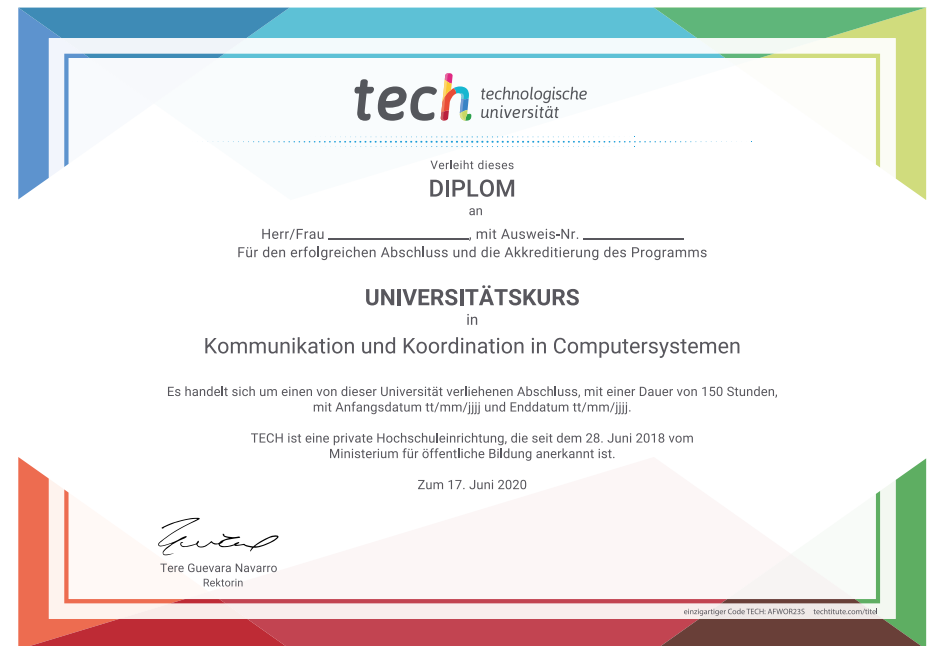 tech technologische
universität
Verleiht dieses
DIPLOM
an
Herr/Frau ____________________, mit Ausweis-Nr. ______________
Für den erfolgreichen Abschluss und die Akkreditierung des Programms
UNIVERSITÄTSKURS
in
Kommunikation und Koordination in Computersystemen
Es handelt sich um einen von dieser Universität verliehenen Abschluss, mit einer Dauer von 150 Stunden,
mit Anfangsdatum tt/mm/jjjj und Enddatum tt/mm/jjjj.
TECH ist eine private Hochschuleinrichtung, die seit dem 28. Juni 2018 vom
Ministerium für öffentliche Bildung anerkannt ist.
Zum 17. Juni 2020
Tere Guevara Navarro
Rektorin
einzigartiger Code TECH: AFWOR23S techtitute.com/titel